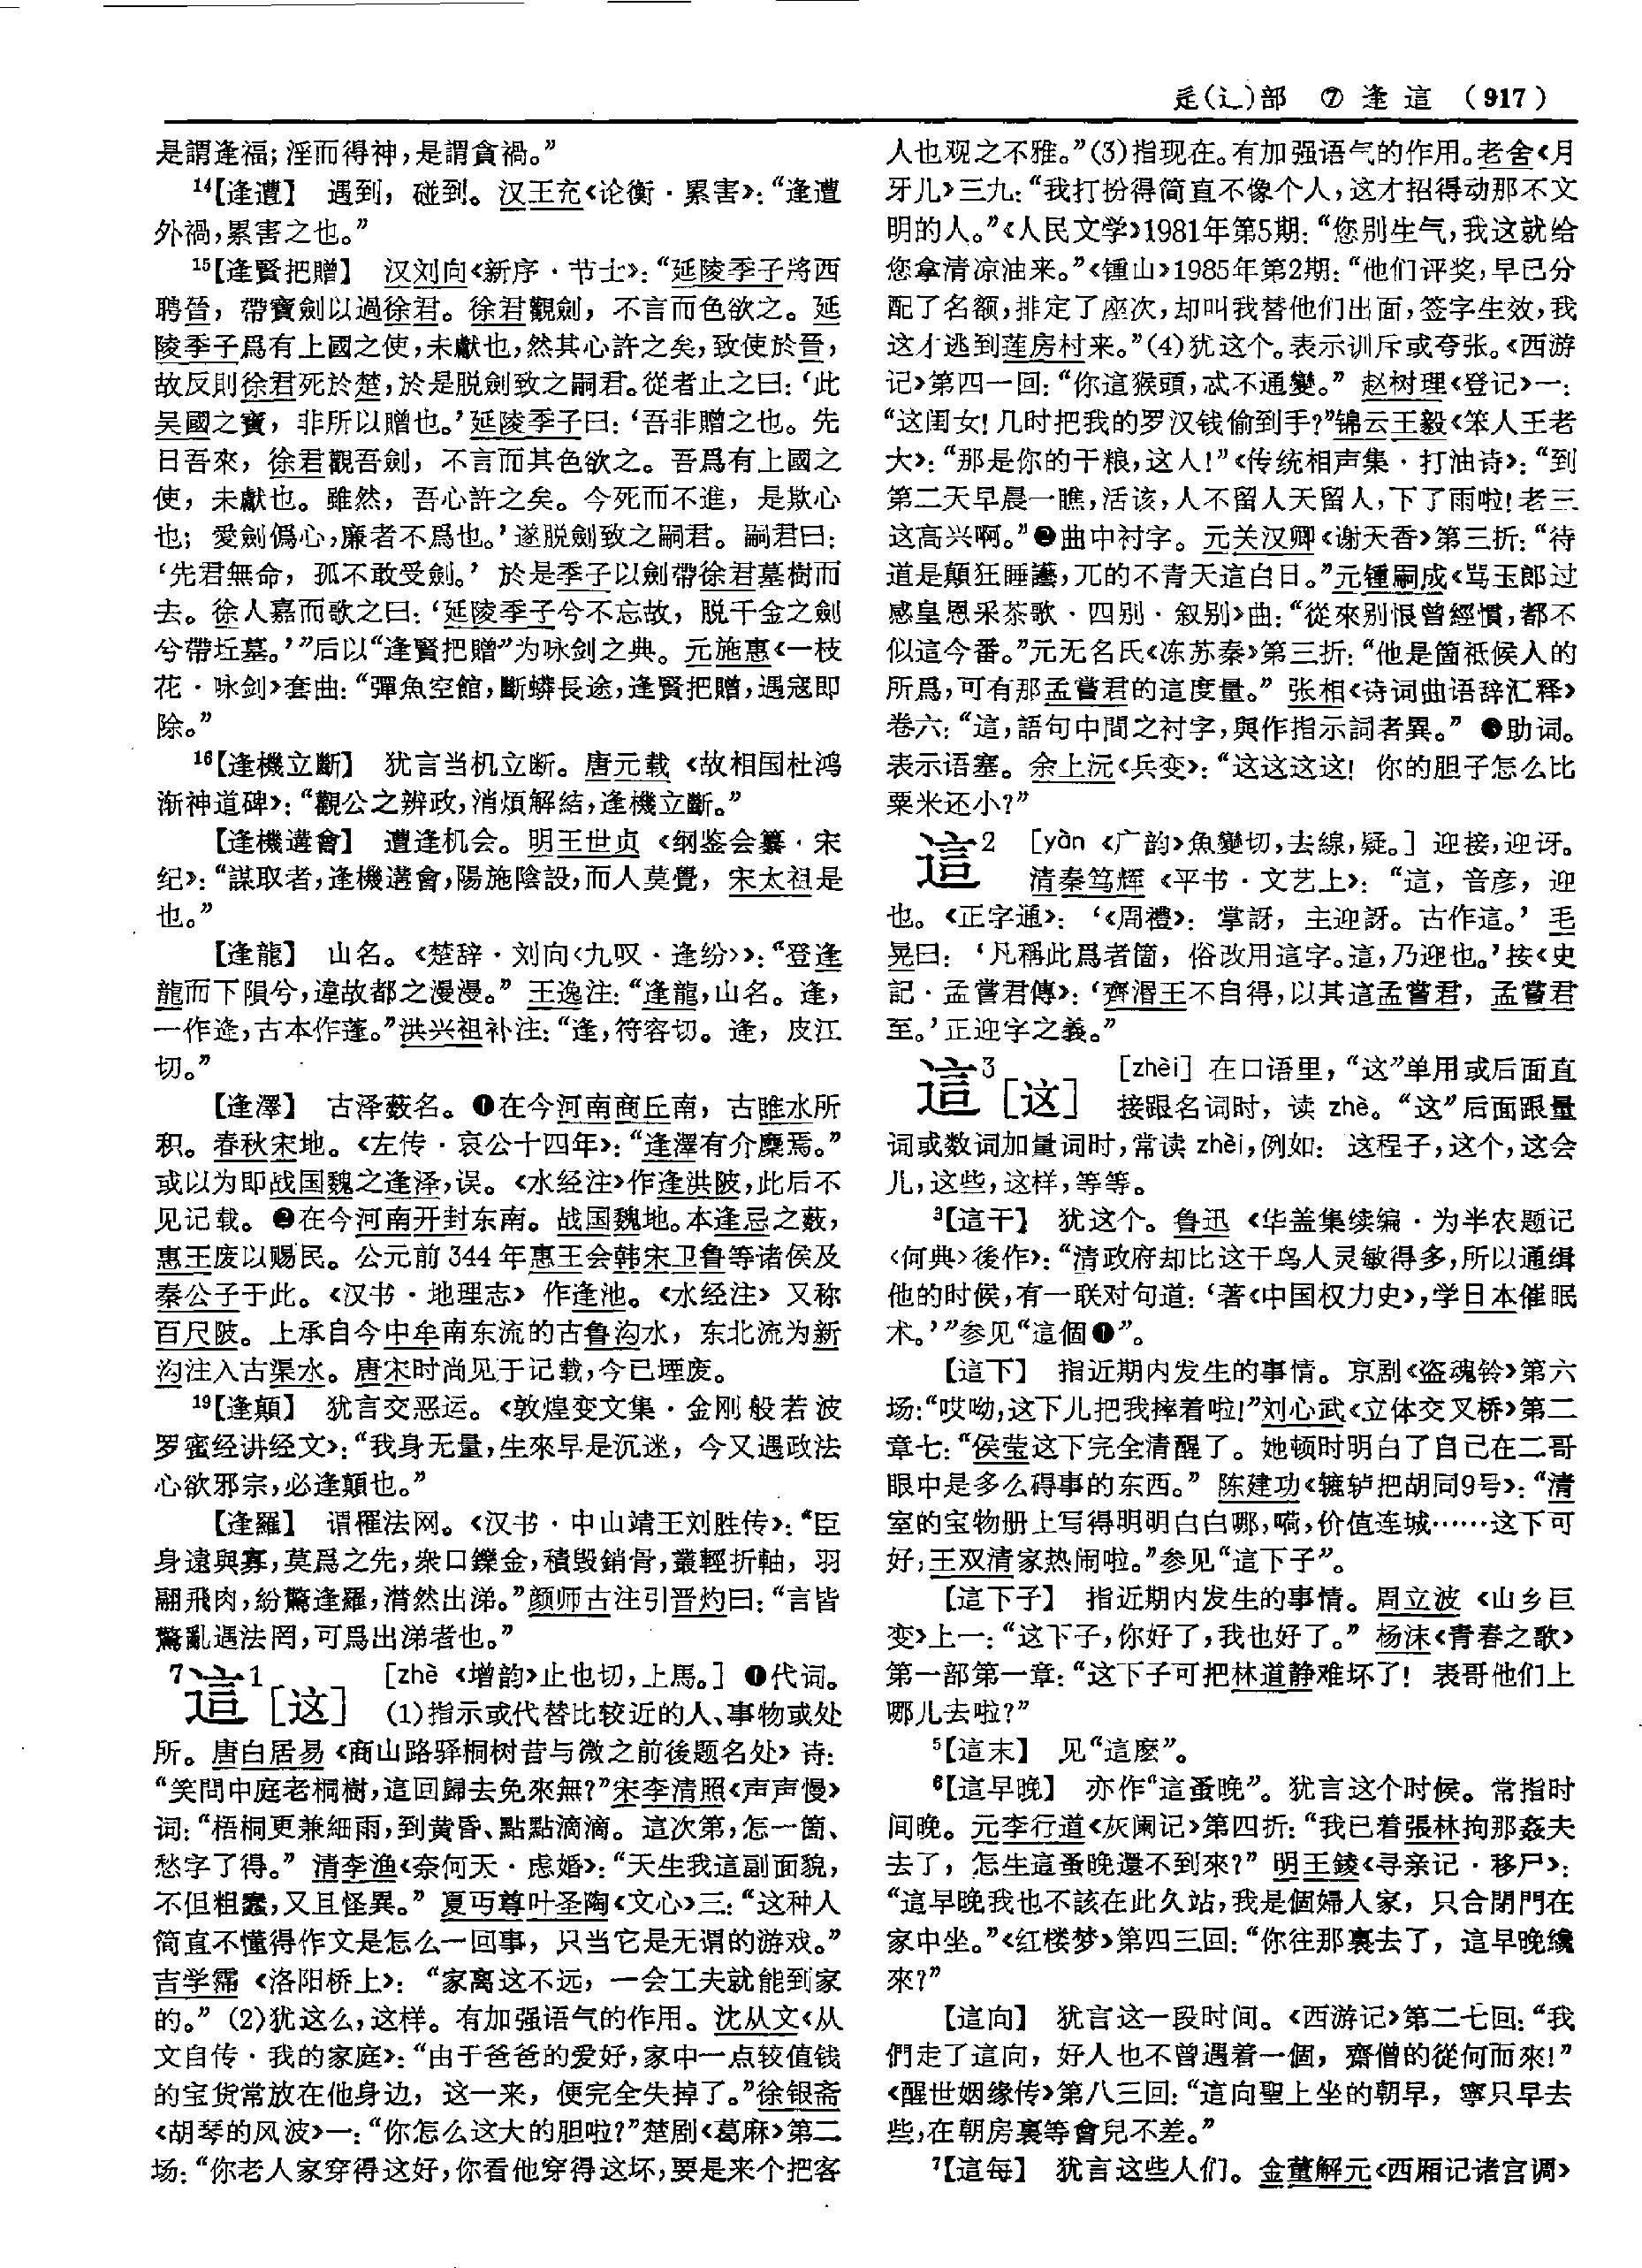 辵(辶)部 ⑦ 逢 這 (917)
是謂逢福；淫而得神，是謂貪禍。”
14【逢遭】 遇到，碰到。汉王充《论衡·累害》：“逢遭
外禍，累害之也。”
15【逢賢把贈】 汉刘向《新序·节士》：“延陵季子將西
聘晉，帶寳劍以過徐君。徐君觀劍，不言而色欲之。延
陵季子爲有上國之使，未獻也，然其心許之矣，致使於晉，
故反則徐君死於楚，於是脱劍致之嗣君。從者止之曰：‘此
吴國之寳，非所以贈也。’延陵季子曰：‘吾非贈之也。先
日吾來，徐君觀吾劍，不言而其色欲之。吾爲有上國之
使，未獻也。雖然，吾心許之矣。今死而不進，是欺心
也；愛劍僞心，廉者不爲也。’遂脱劍致之嗣君。嗣君曰：
‘先君無命，孤不敢受劍。’於是季子以劍帶徐君墓樹而
去。徐人嘉而歌之曰：‘延陵季子兮不忘故，脱千金之劍
兮帶丘墓。’”后以“逢賢把贈”为咏剑之典。元施惠《一枝
花·咏剑》套曲：“彈魚空館，斷蟒長途，逢賢把贈，遇寇即
除。”
16【逢機立斷】 犹言当机立断。唐元载《故相国杜鸿
渐神道碑》：“觀公之辨政，消煩解結，逢機立斷。”
【逢機遘會】 遭逢机会。明王世贞《纲鉴会纂·宋
纪》：“謀取者，逢機遘會，陽施陰設，而人莫覺，宋太祖是
也。”
【逢龍】 山名。《楚辞·刘向〈九叹·逢纷〉》：“登逢
龍而下隕兮，違故都之漫漫。”王逸注：“逢龍，山名。逢，
一作逄，古本作蓬。”洪兴祖补注：“逢，符容切。逄，皮江
切。”
【逢澤】 古泽薮名。❶在今河南商丘南，古睢水所
积。春秋宋地。《左传·哀公十四年》：“逢澤有介麇焉。”
或以为即战国魏之逢泽，误。《水经注》作逢洪陂，此后不
见记载。❷在今河南开封东南。战国魏地。本逢忌之薮，
惠王废以赐民。公元前344年惠王会韩宋卫鲁等诸侯及
秦公子于此。《汉书·地理志》作逢池。《水经注》又称
百尺陂。上承自今中牟南东流的古鲁沟水，东北流为新
沟注入古渠水。唐宋时尚见于记载，今已堙废。
19【逢顛】 犹言交恶运。《敦煌变文集·金刚般若波
罗蜜经讲经文》：“我身无量，生來早是沉迷，今又遇政法
心欲邪宗，必逢顛也。”
【逢羅】 谓罹法网。《汉书·中山靖王刘胜传》：“臣
身遠與寡，莫爲之先，衆口鑠金，積毁銷骨，叢輕折軸，羽
翮飛肉，紛驚逢羅，潸然出涕。”颜师古注引晋灼曰：“言皆
驚亂遇法罔，可爲出涕者也。”
7這1[这] [zhè《增韵》止也切，上馬。]❶代词。
(1)指示或代替比较近的人、事物或处
所。唐白居易《商山路驿桐树昔与微之前後题名处》诗：
“笑問中庭老桐樹，這回歸去免來無？”宋李清照《声声慢》
词：“梧桐更兼細雨，到黄昏、點點滴滴。這次第，怎一箇、
愁字了得。”清李渔《奈何天·虑婚》：“天生我這副面貌，
不但粗蠢，又且怪異。”夏丏尊叶圣陶《文心》三：“这种人
简直不懂得作文是怎么一回事，只当它是无谓的游戏。”
吉学霈《洛阳桥上》：“家离这不远，一会工夫就能到家
的。”(2)犹这么，这样。有加强语气的作用。沈从文《从
文自传·我的家庭》：“由于爸爸的爱好，家中一点较值钱
的宝货常放在他身边，这一来，便完全失掉了。”徐银斋
《胡琴的风波》一：“你怎么这大的胆啦？”楚剧《葛麻》第二
场：“你老人家穿得这好，你看他穿得这坏，要是来个把客
人也观之不雅。”(3)指现在。有加强语气的作用。老舍《月
牙儿》三九：“我打扮得简直不像个人，这才招得动那不文
明的人。”《人民文学》1981年第5期：“您别生气，我这就给
您拿清凉油来。”《锺山》1985年第2期：“他们评奖，早已分
配了名额，排定了座次，却叫我替他们出面，签字生效，我
这才逃到莲房村来。”(4)犹这个。表示训斥或夸张。《西游
记》第四一回：“你這猴頭，忒不通變。”赵树理《登记》一：
“这闺女！几时把我的罗汉钱偷到手？”锦云王毅《笨人王老
大》：“那是你的干粮，这人！”《传统相声集·打油诗》：“到
第二天早晨一瞧，活该，人不留人天留人，下了雨啦！老三
这高兴啊。”❷曲中衬字。元关汉卿《谢天香》第三折：“待
道是顛狂睡讕，兀的不青天這白日。”元锺嗣成《骂玉郎过
感皇恩采茶歌·四别·叙别》曲：“從來别恨曾經慣，都不
似這今番。”元无名氏《冻苏秦》第三折：“他是箇祗候人的
所爲，可有那孟嘗君的這度量。”张相《诗词曲语辞汇释》
卷六：“這，語句中間之衬字，與作指示詞者異。”❸助词。
表示语塞。余上沅《兵变》：“这这这这！你的胆子怎么比
粟米还小？”
這2 [yàn《广韵》魚變切，去線，疑。]迎接，迎讶。
清秦笃辉《平书·文艺上》：“這，音彦，迎
也。《正字通》：‘《周禮》：掌訝，主迎訝。古作這。’毛
晃曰：‘凡稱此爲者箇，俗改用這字。這，乃迎也。’按《史
記·孟嘗君傳》：‘齊湣王不自得，以其這孟嘗君，孟嘗君
至。’正迎字之義。”
這3[这] [zhèi]在口语里，“这”单用或后面直
接跟名词时，读zhè。“这”后面跟量
词或数词加量词时，常读zhèi，例如：这程子，这个，这会
儿，这些，这样，等等。
3【這干】 犹这个。鲁迅《华盖集续编·为半农题记
〈何典〉後作》：“清政府却比这干鸟人灵敏得多，所以通缉
他的时候，有一联对句道：‘著《中国权力史》，学日本催眠
术。’”参见“這個❶”。
【這下】 指近期内发生的事情。京剧《盗魂铃》第六
场：“哎呦，这下儿把我摔着啦！”刘心武《立体交叉桥》第二
章七：“侯莹这下完全清醒了。她顿时明白了自己在二哥
眼中是多么碍事的东西。”陈建功《辘轳把胡同9号》：“清
室的宝物册上写得明明白白哪，嗬，价值连城……这下可
好，王双清家热闹啦。”参见“這下子”。
【這下子】 指近期内发生的事情。周立波《山乡巨
变》上一：“这下子，你好了，我也好了。”杨沫《青春之歌》
第一部第一章：“这下子可把林道静难坏了！表哥他们上
哪儿去啦？”
5【這末】 见“這麽”。
6【這早晚】 亦作“這蚤晚”。犹言这个时候。常指时
间晚。元李行道《灰阑记》第四折：“我已着張林拘那姦夫
去了，怎生這蚤晚還不到來？”明王錂《寻亲记·移尸》：
“這早晚我也不該在此久站，我是個婦人家，只合閉門在
家中坐。”《红楼梦》第四三回：“你往那裏去了，這早晚纔
來？”
【這向】 犹言这一段时间。《西游记》第二七回：“我
們走了這向，好人也不曾遇着一個，齋僧的從何而來！”
《醒世姻缘传》第八三回：“這向聖上坐的朝早，寧只早去
些，在朝房裏等會兒不差。”
7【這每】 犹言这些人们。金董解元《西厢记诸宫调》